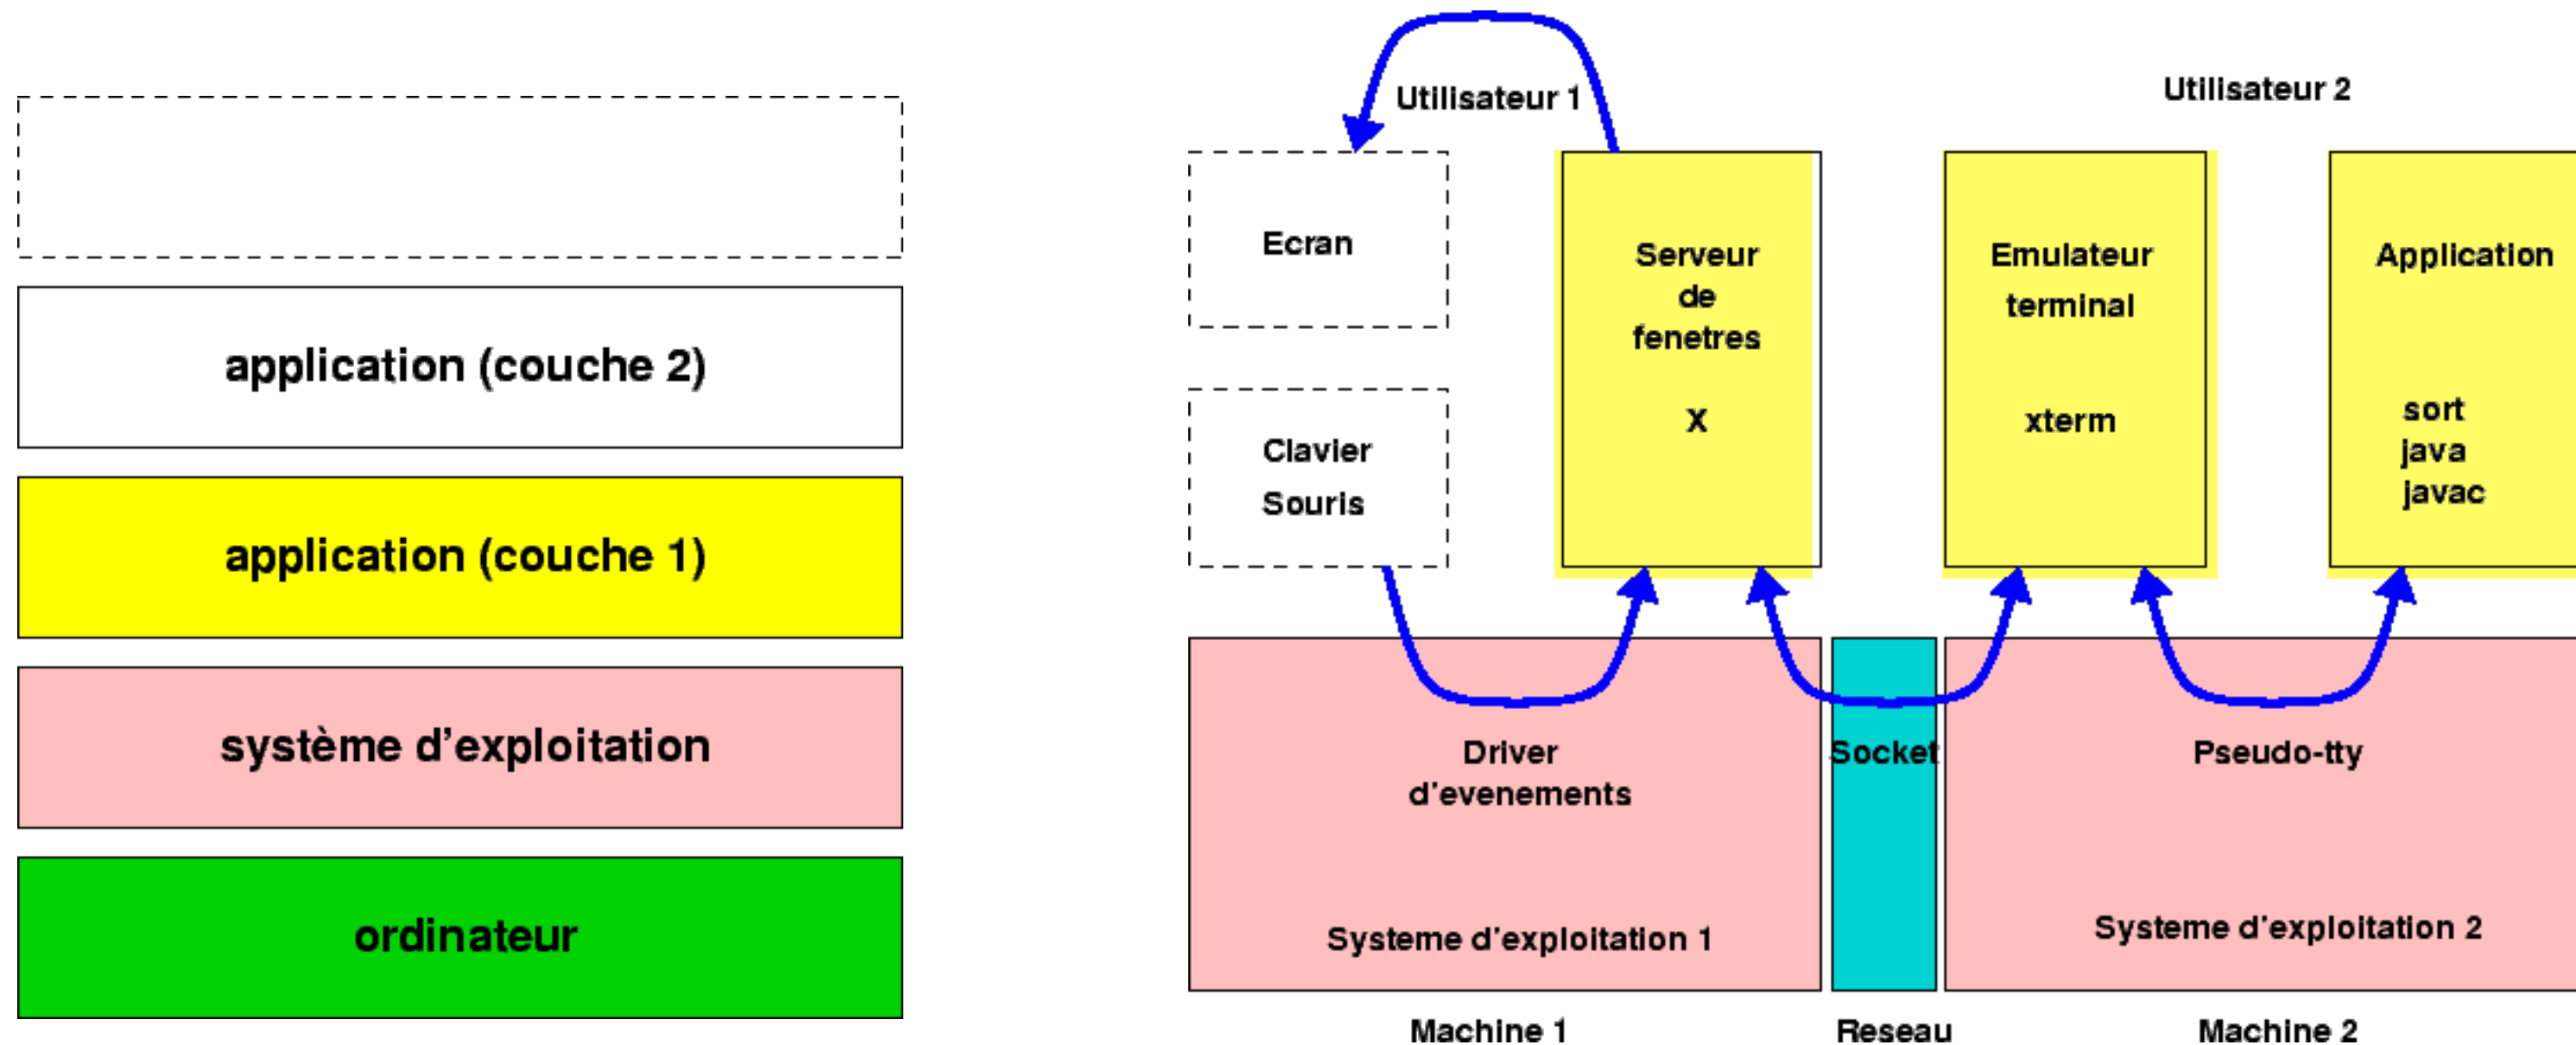 application (couche 2)
application (couche 1)
système d'exploitation
ordinateur
Utilisateur 1
Utilisateur 2
Ecran
Clavier
Souris
Serveur
de
fenetres
X
Emulateur
terminal
xterm
Application
sort
java
javac
Driver
d'evenements
Socket
Pseudo-tty
Systeme d'exploitation 1
Systeme d'exploitation 2
Machine 1
Reseau
Machine 2